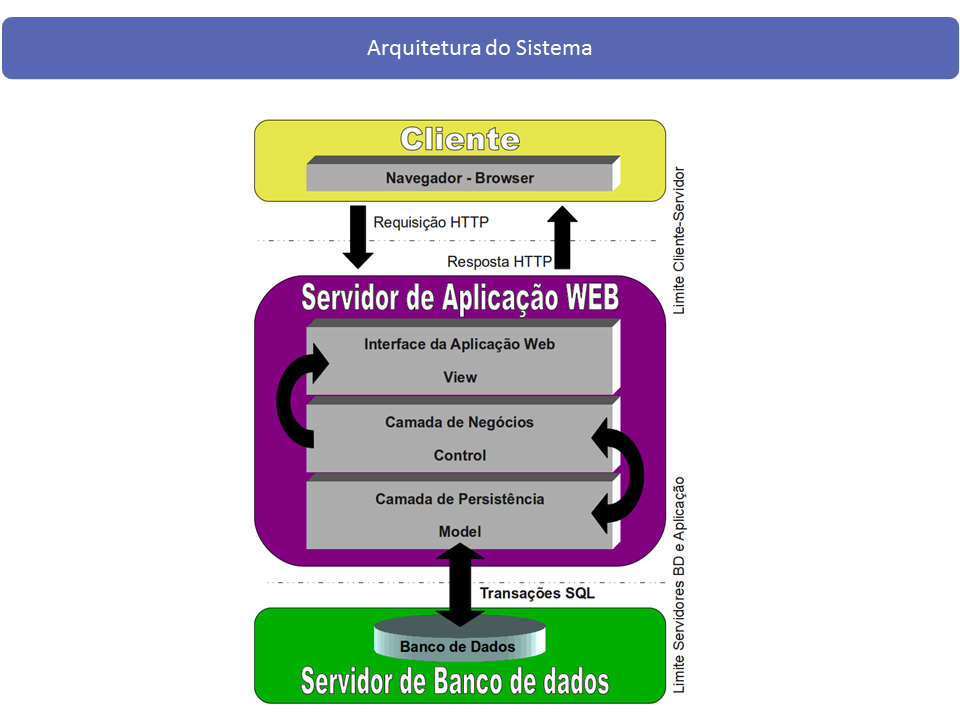 Arquitetura do Sistema
Cliente
Navegador - Browser
Requisição HTTP
Resposta HTTP
Limite Cliente-Servidor
Servidor de Aplicação WEB
Interface da Aplicação Web
View
Camada de Negócios
Control
Camada de Persistência
Model
Transações SQL
Limite Servidores BD e Aplicação
Banco de Dados
Servidor de Banco de dados